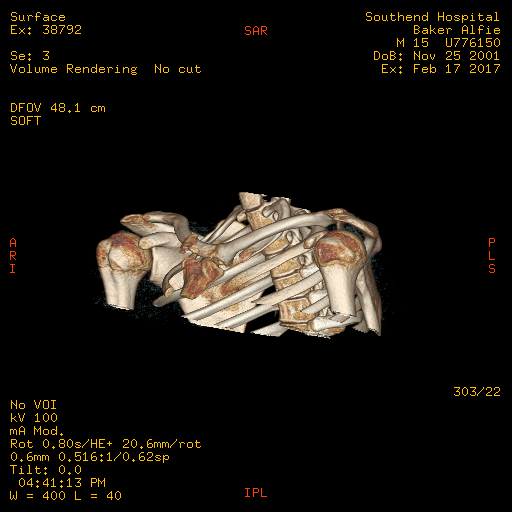 Surface
Ex: 38792
Se: 3
Volume Rendering No cut
DFOV 48.1 cm
SOFT
SAR
Southend Hospital
Baker Alfie
M 15 U776150
DoB: Nov 25 2001
Ex: Feb 17 2017
A
R
I
P
L
S
303/22
No VOI
kV 100
mA Mod.
Rot 0.80s/HE+ 20.6mm/rot
0.6mm 0.516:1/0.62sp
Tilt: 0.0
04:41:13 PM
W = 400 L = 40
IPL